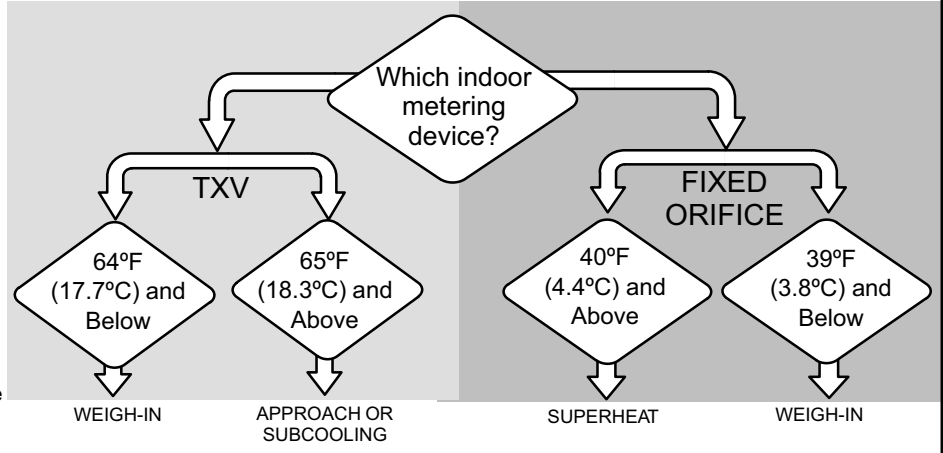 Which indoor
metering
device?
TXV
FIXED
ORIFICE
64ºF
(17.7ºC) and
Below
65ºF
(18.3ºC) and
Above
40ºF
(4.4ºC) and
Above
39ºF
(3.8ºC) and
Below
WEIGH-IN
APPROACH OR
SUBCOOLING
SUPERHEAT
WEIGH-IN